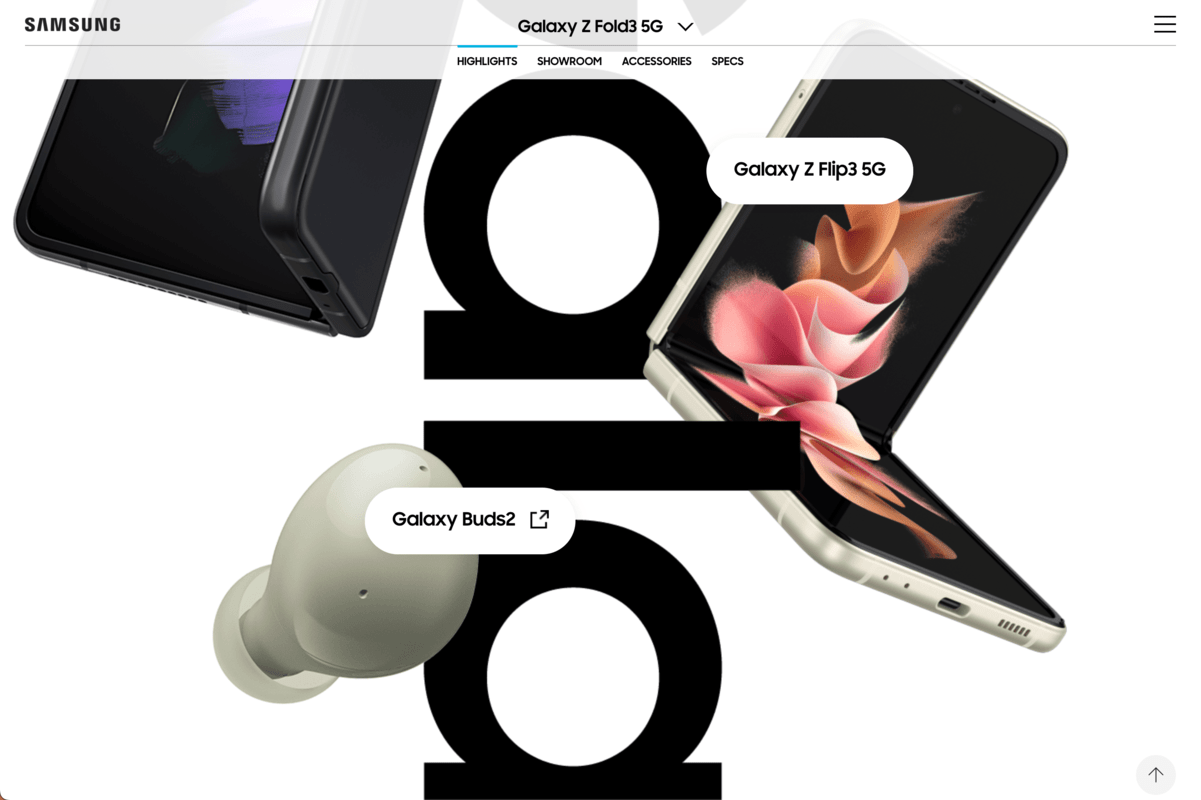 SAMSUNG
Galaxy Z Fold3 5G
HIGHLIGHTS SHOWROOM ACCESSORIES SPECS
Galaxy Z Flip3 5G
Galaxy Buds2